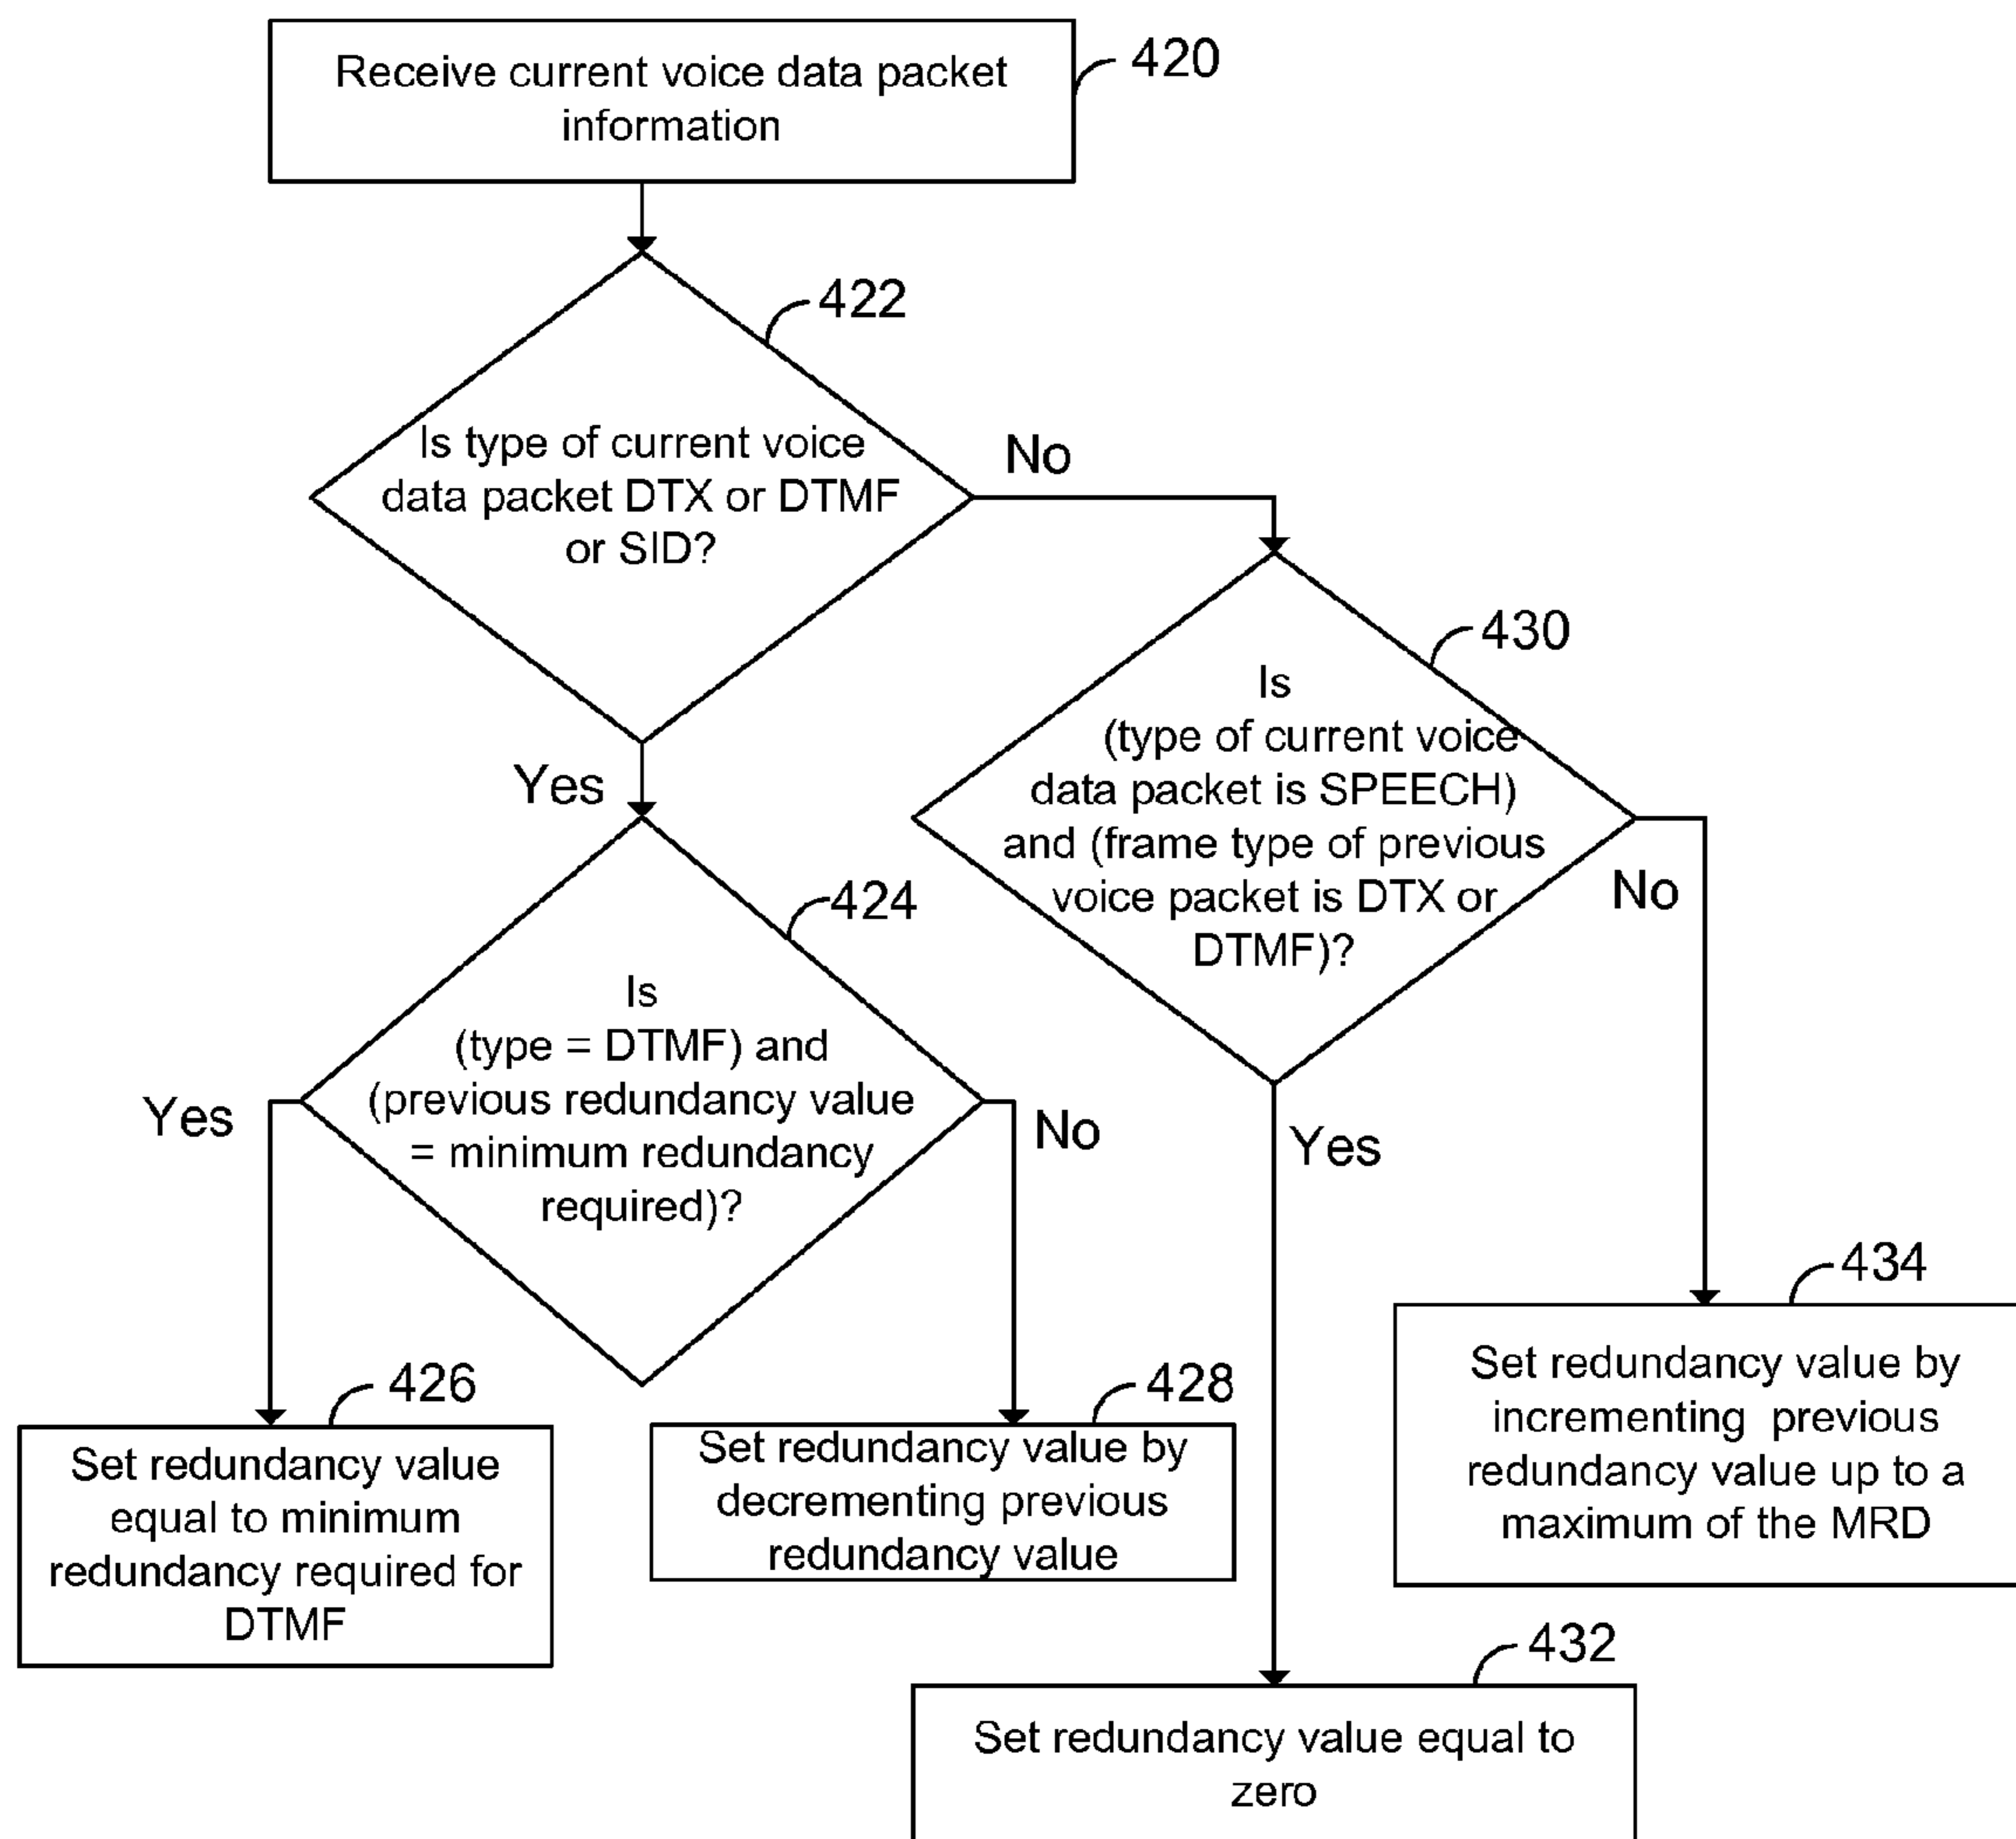 Receive current voice data packet
information
420
422
Is type of current voice
data packet DTX or DTMF
or SID?
No
Yes
430
Is
(type of current voice
data packet is SPEECH)
and (frame type of previous
voice packet is DTX or
DTMF)?
No
Yes
424
Is
(type = DTMF) and
(previous redundancy value
= minimum redundancy
required)?
Yes
No
426
Set redundancy value
equal to minimum
redundancy required for
DTMF
428
Set redundancy value by
decrementing previous
redundancy value
434
Set redundancy value by
incrementing previous
redundancy value up to a
maximum of the MRD
432
Set redundancy value equal to
zero